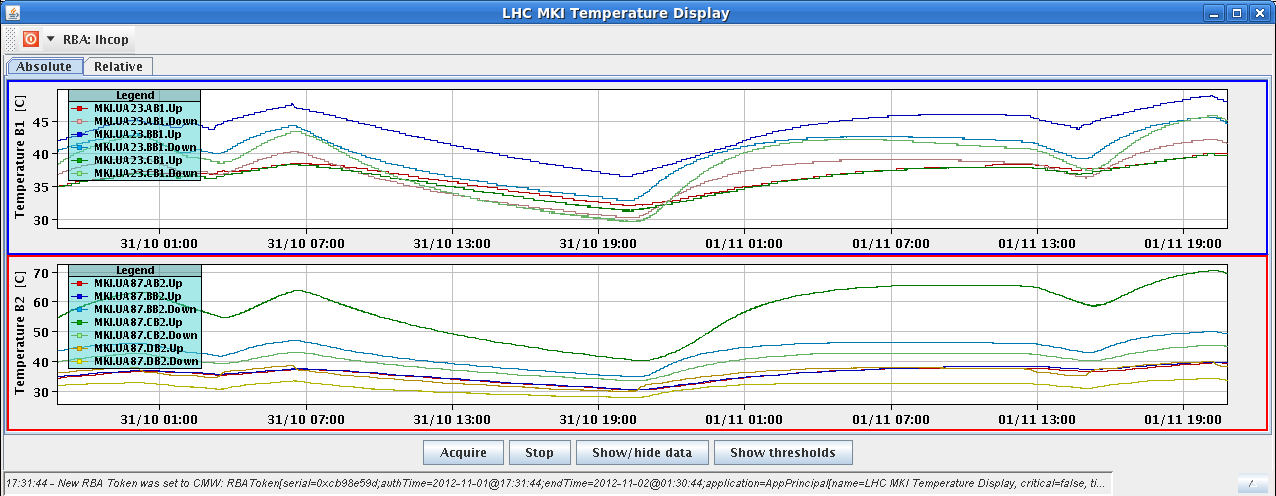 LHC MKI Temperature Display
RBA: lhcop
Absolute Relative
Temperature B1 [C]
45
40
35
30
Legend
MKI.UA23.AB1.Up
MKI.UA23.AB1.Down
MKI.UA23.BB1.Up
MKI.UA23.BB1.Down
MKI.UA23.CB1.Up
MKI.UA23.CB1.Down
31/10 01:00 31/10 07:00 31/10 13:00 31/10 19:00 01/11 01:00 01/11 07:00 01/11 13:00 01/11 19:00
Temperature B2 [C]
70
60
50
40
30
Legend
MKI.UA87.AB2.Up
MKI.UA87.BB2.Up
MKI.UA87.BB2.Down
MKI.UA87.CB2.Up
MKI.UA87.CB2.Down
MKI.UA87.DB2.Up
MKI.UA87.DB2.Down
31/10 01:00 31/10 07:00 31/10 13:00 31/10 19:00 01/11 01:00 01/11 07:00 01/11 13:00 01/11 19:00
Acquire Stop Show/hide data Show thresholds
17:31:44 - New RBA Token was set to CMW: RBAToken[serial=0xcb98e59d;authTime=2012-11-01@17:31:44;endTime=2012-11-02@01:30:44;application=AppPrincipal[name=LHC MKI Temperature Display, critical=false, ti...